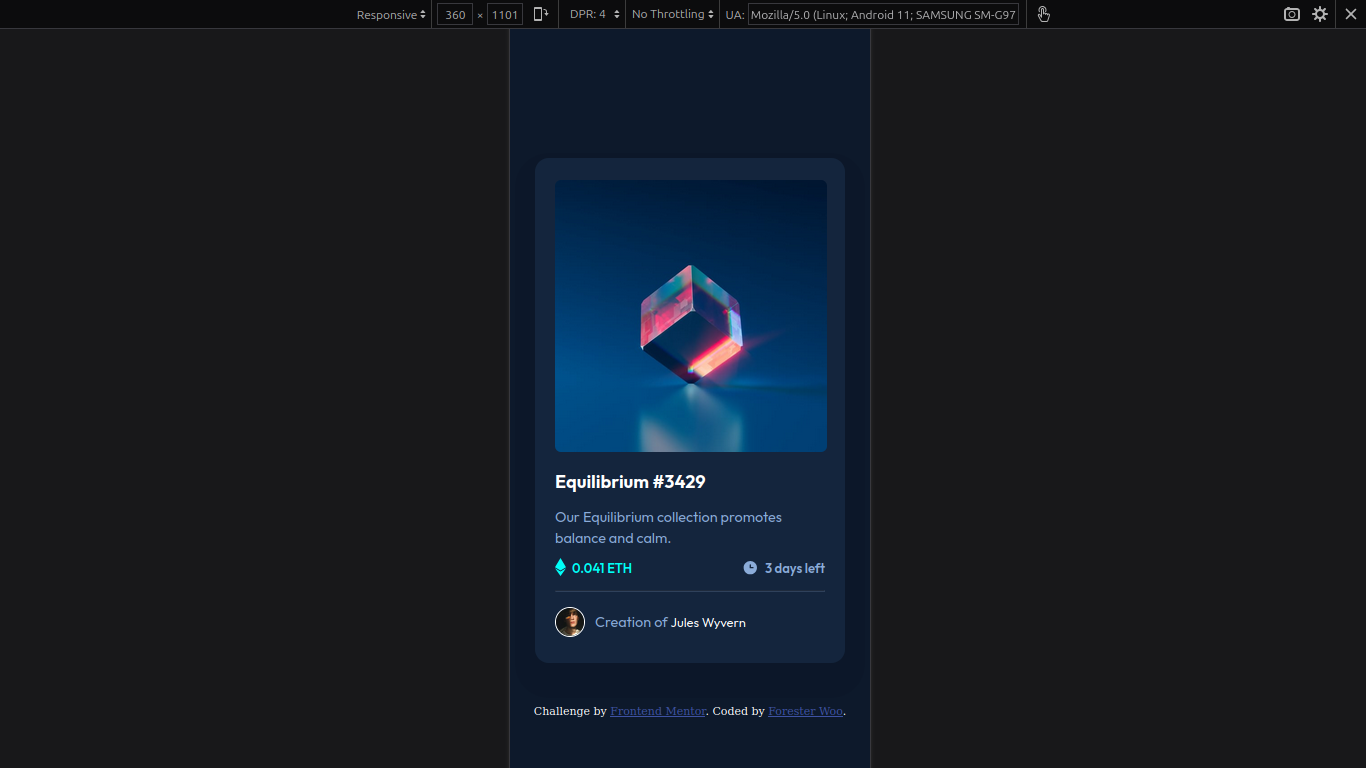 Responsive 360 × 1101 DPR: 4 No Throttling UA: Mozilla/5.0 (Linux; Android 11; SAMSUNG SM-G97
Equilibrium #3429
Our Equilibrium collection promotes
balance and calm.
0.041 ETH 3 days left
Creation of Jules Wyvern
Challenge by Frontend Mentor. Coded by Forester Woo.